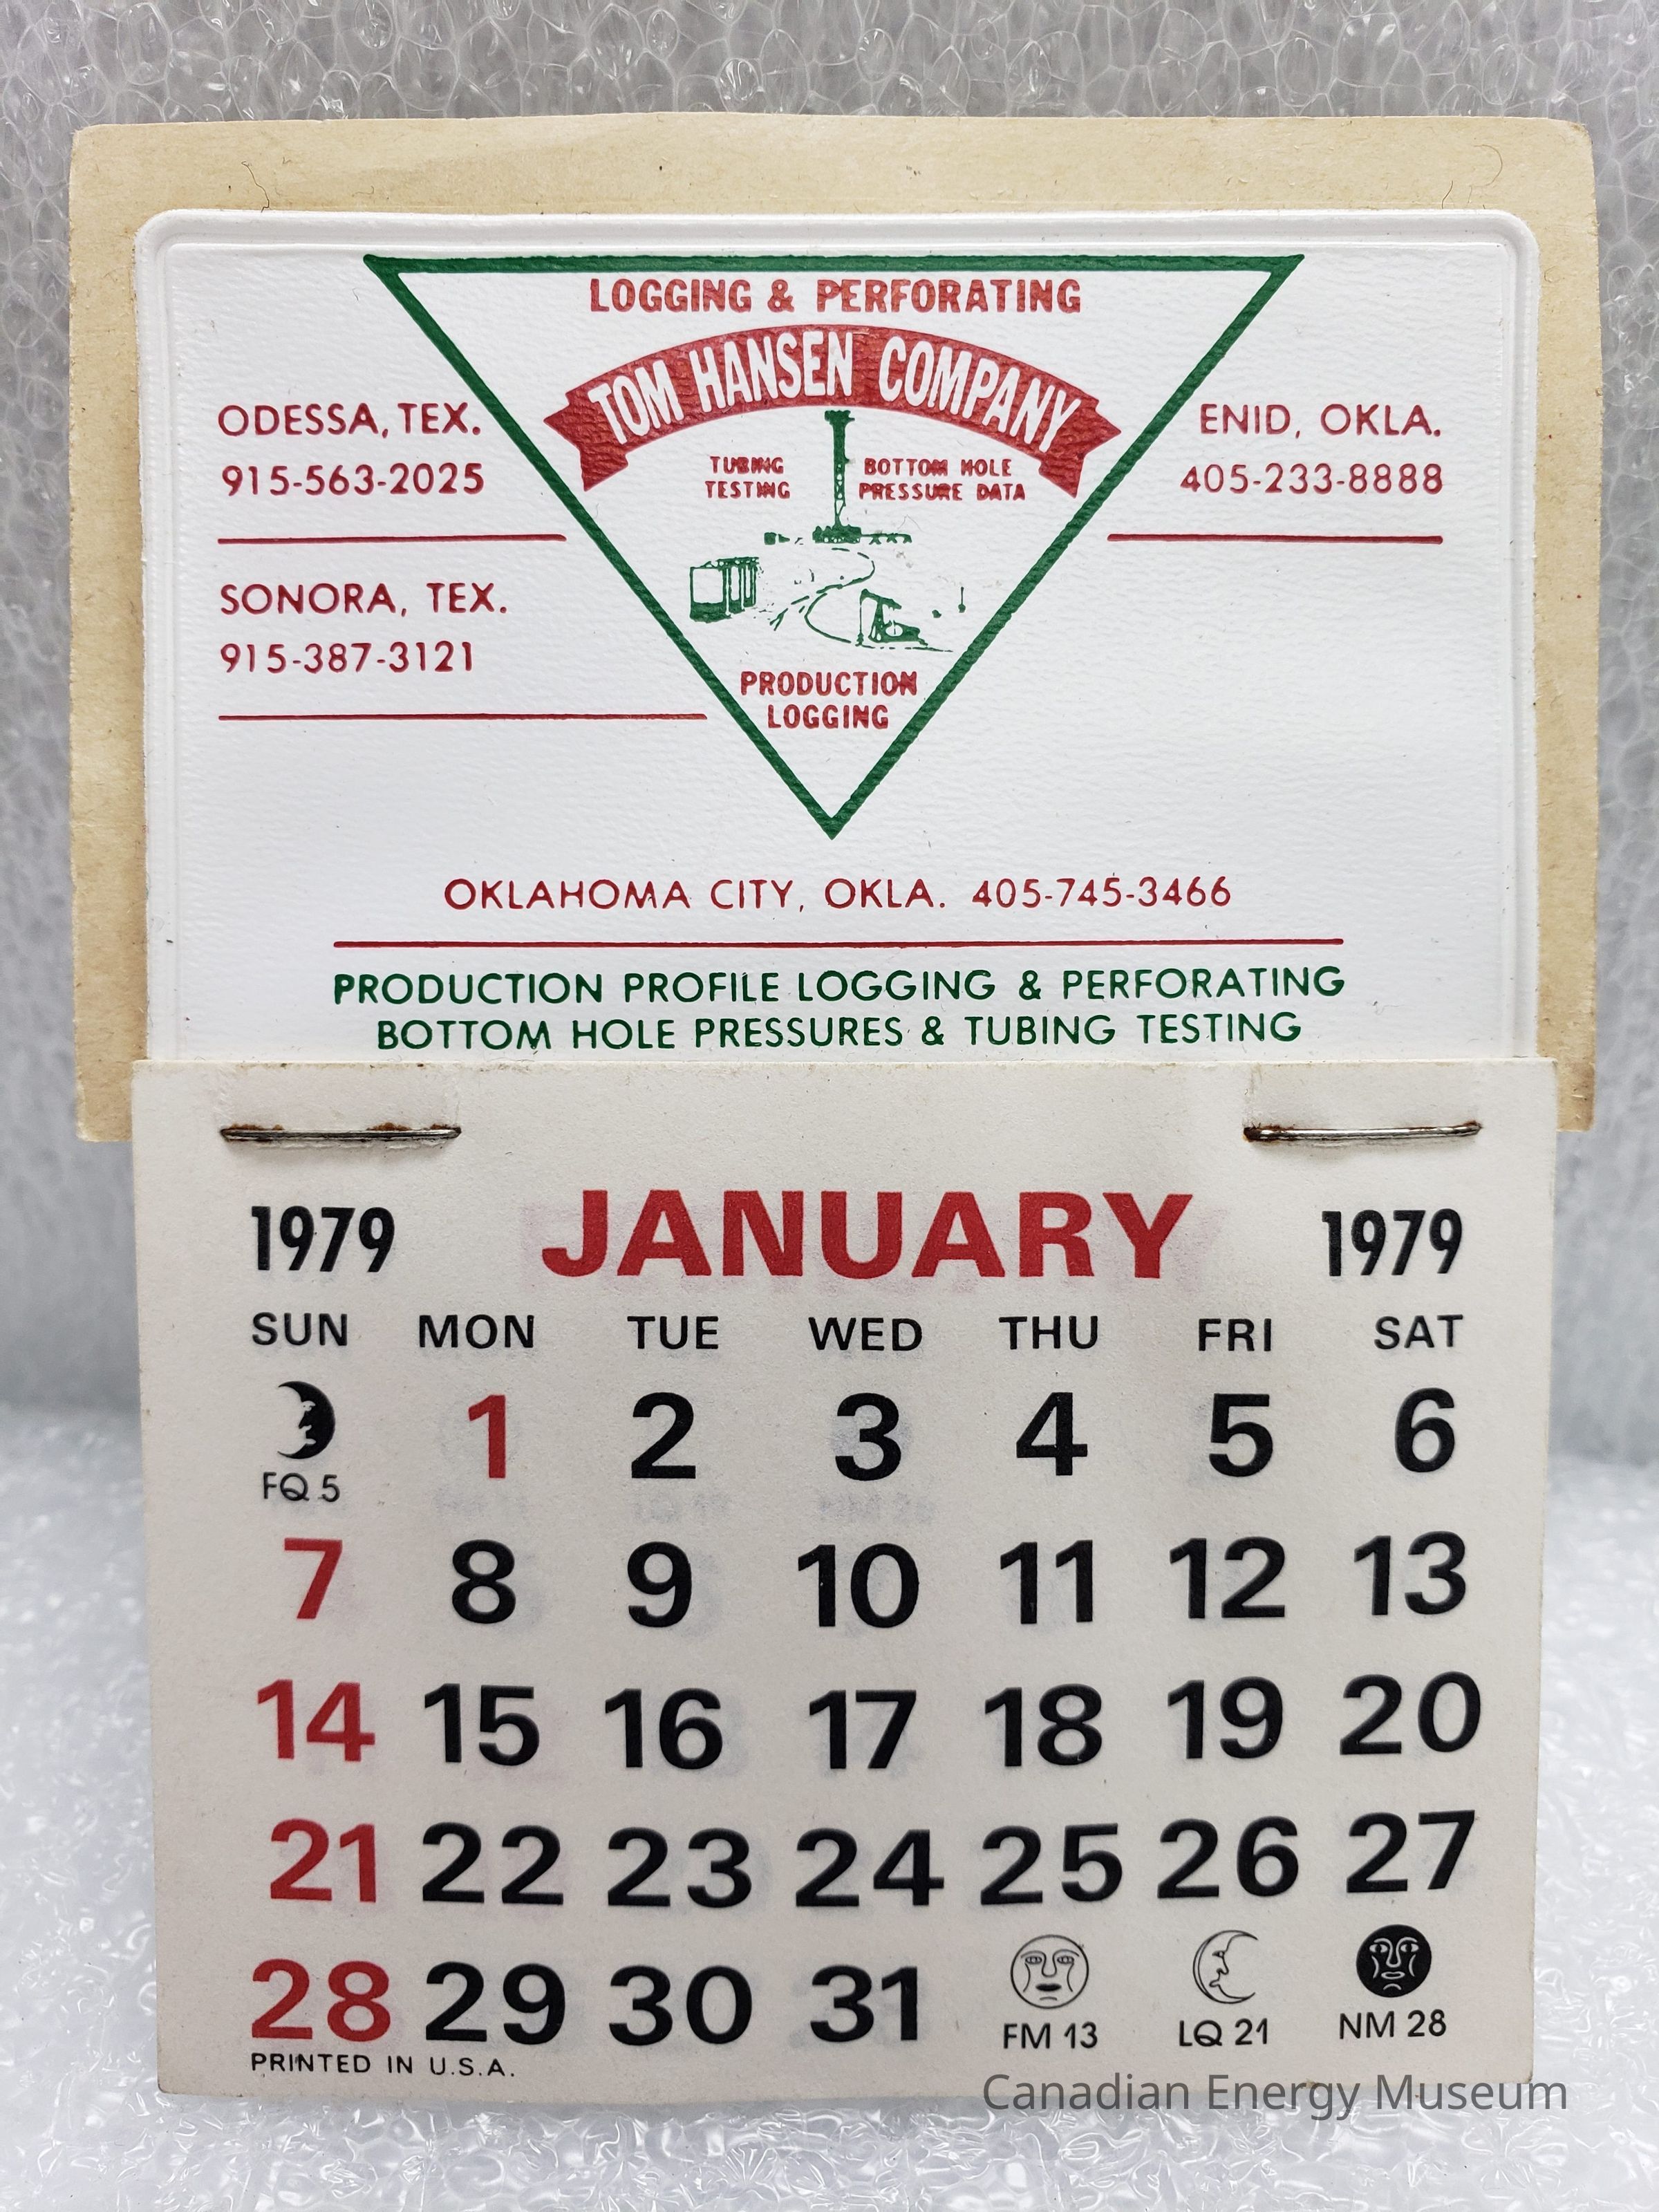 LOGGING & PERFORATING
TOM HANSEN COMPANY
TUBING
TESTING
BOTTOM HOLE
PRESSURE DATA
PRODUCTION
LOGGING
ODESSA, TEX.
915-563-2025
SONORA, TEX.
915-387-3121
ENID, OKLA.
405-233-8888
OKLAHOMA CITY, OKLA. 405-745-3466
PRODUCTION PROFILE LOGGING & PERFORATING
BOTTOM HOLE PRESSURES & TUBING TESTING
1979 JANUARY 1979
SUN MON TUE WED THU FRI SAT
FQ 5 1 2 3 4 5 6
7 8 9 10 11 12 13
14 15 16 17 18 19 20
21 22 23 24 25 26 27
28 29 30 31 FM 13 LQ 21 NM 28
PRINTED IN U.S.A.
Canadian Energy Museum